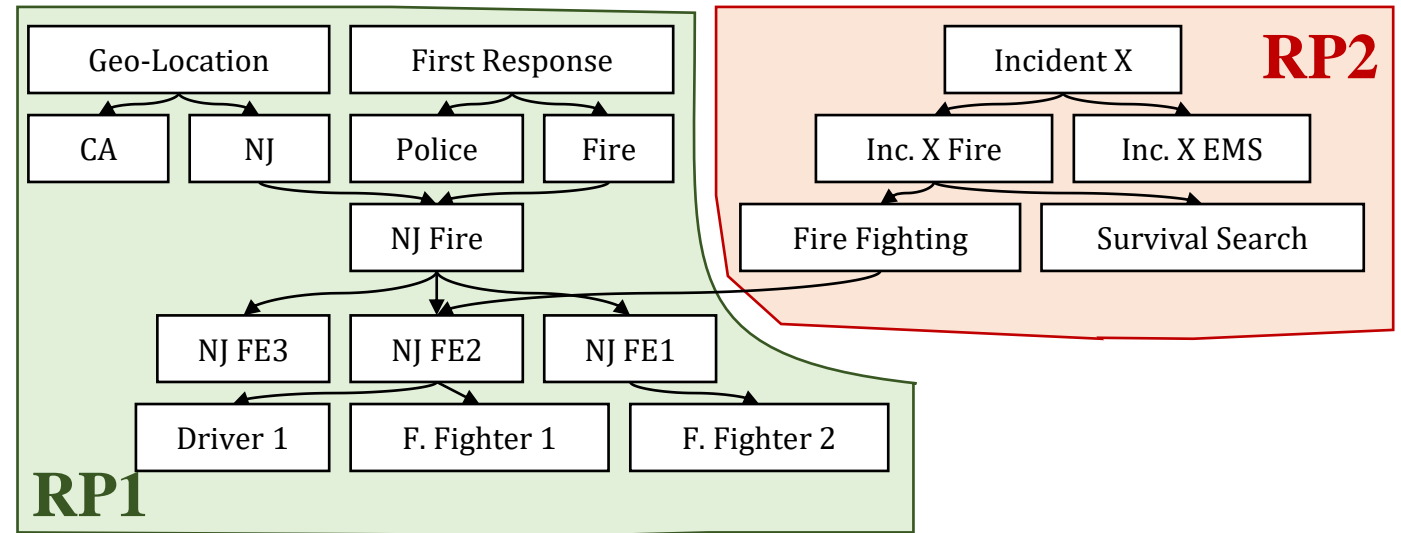 Geo-Location
First Response
Incident X
RP2
CA
NJ
Police
Fire
Inc. X Fire
Inc. X EMS
NJ Fire
Fire Fighting
Survival Search
NJ FE3
NJ FE2
NJ FE1
Driver 1
F. Fighter 1
F. Fighter 2
RP1